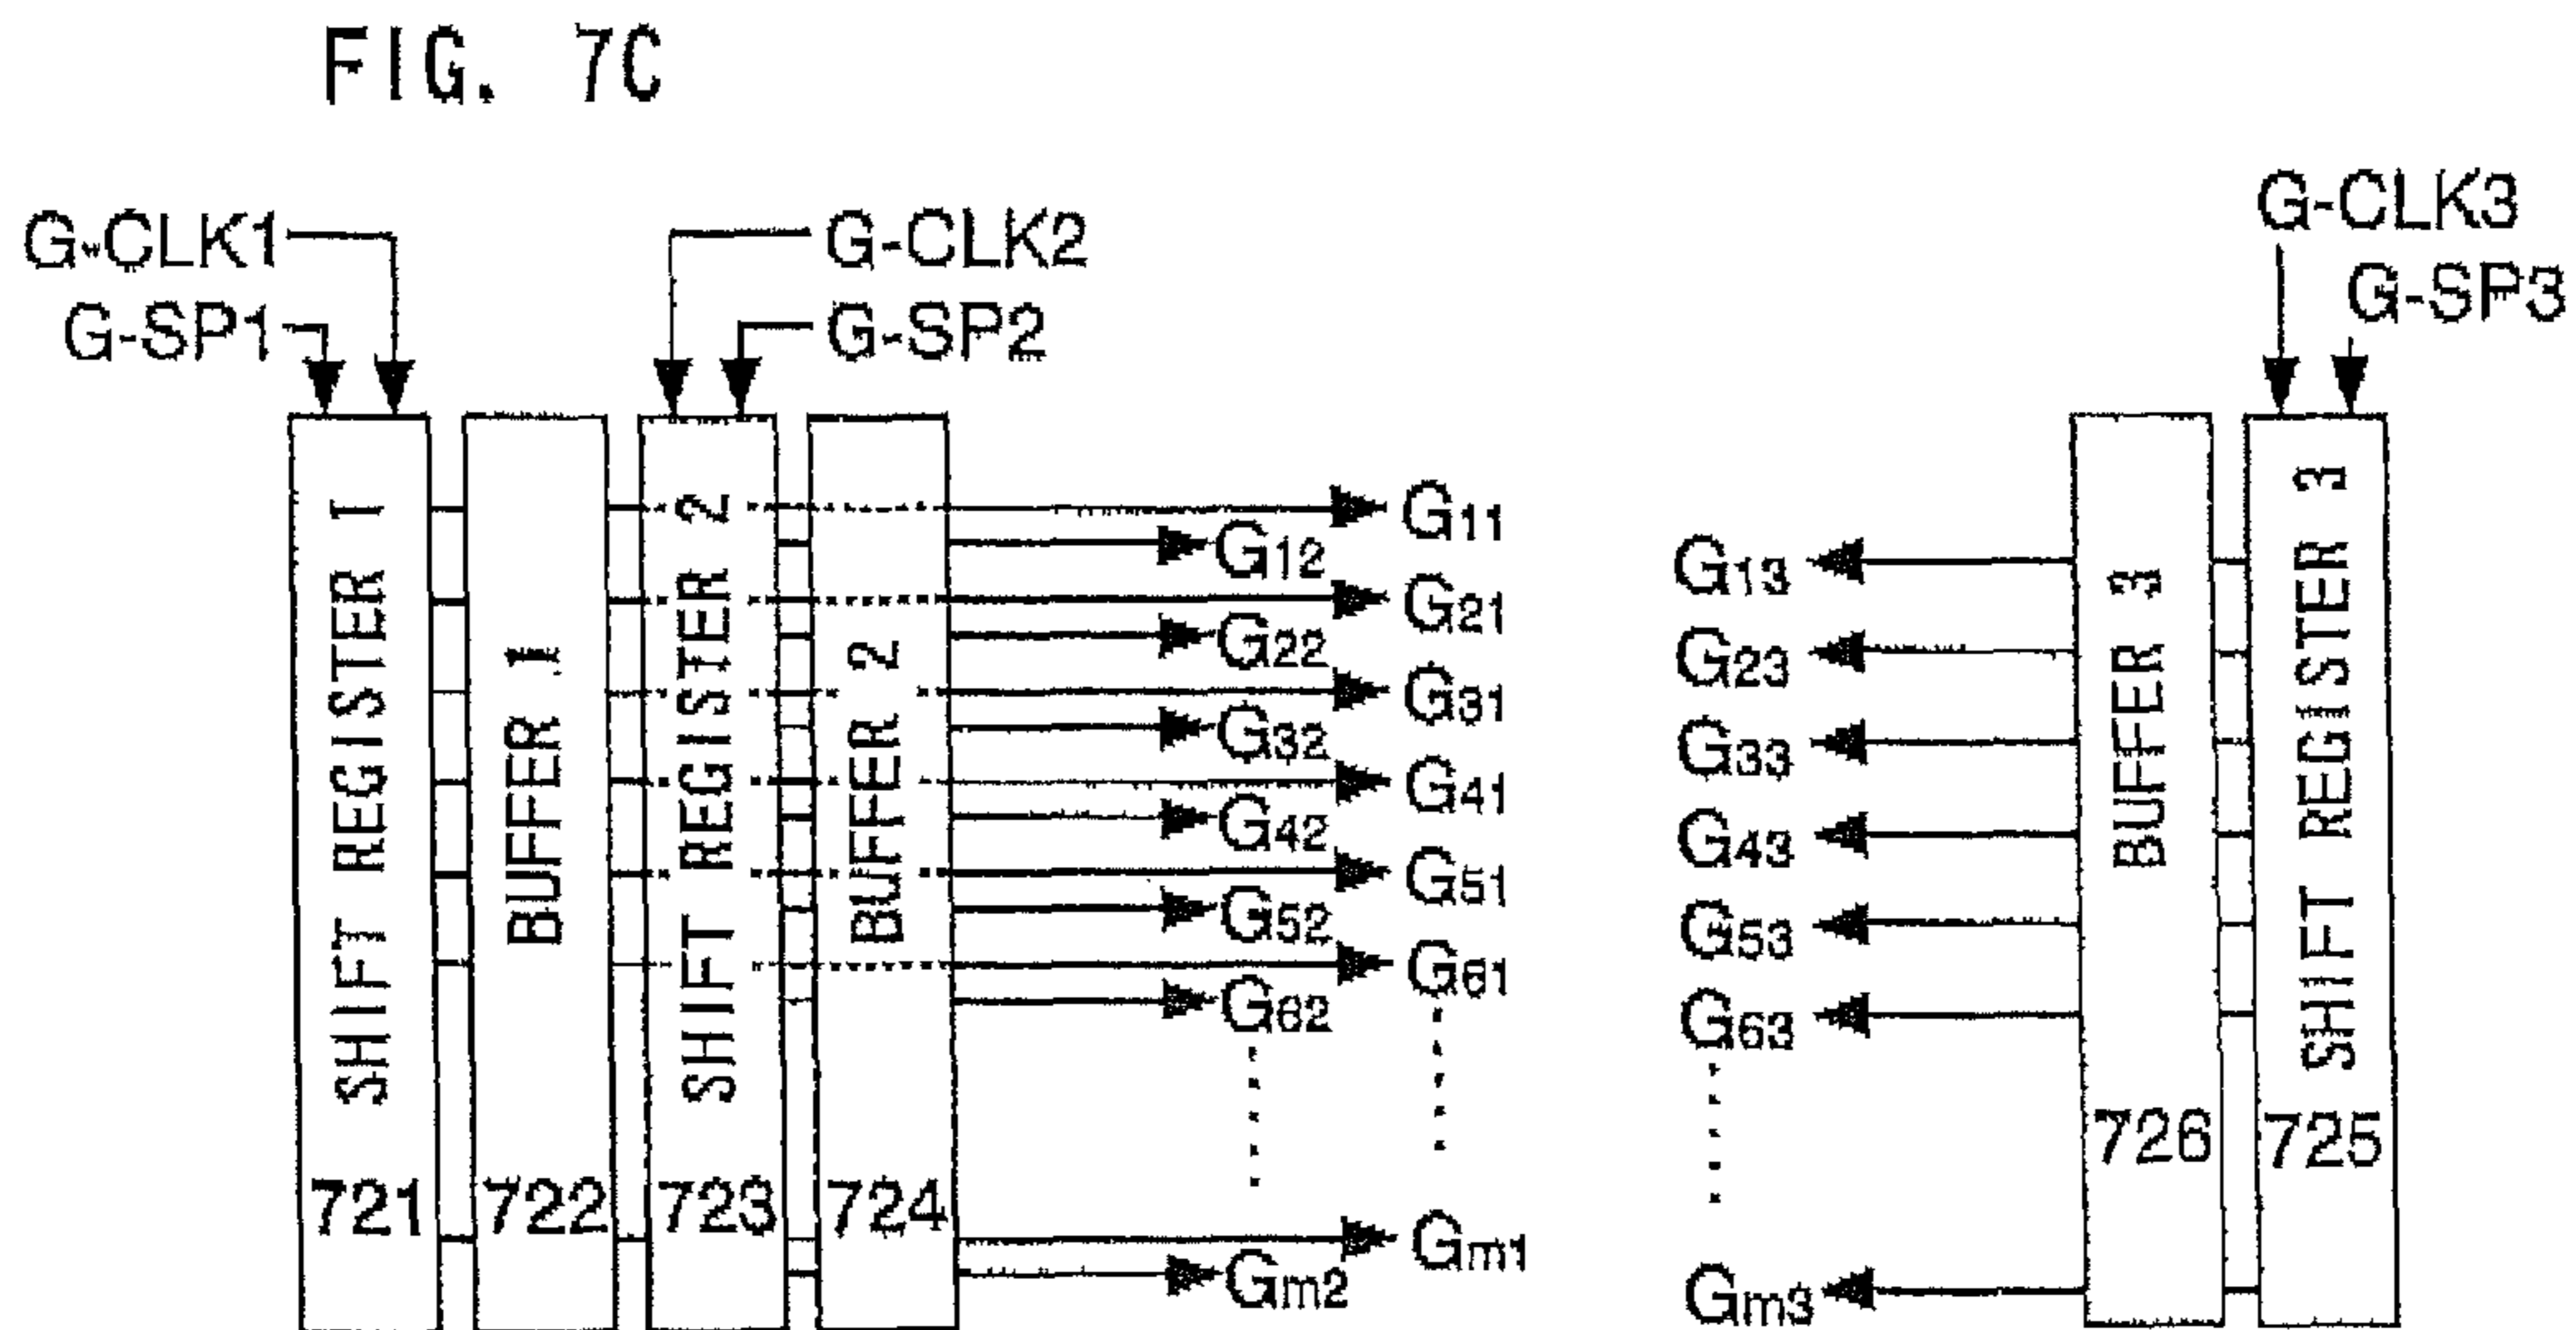 FIG. 7C
G-CLK1
G-SP1
G-CLK2
G-SP2
G-CLK3
G-SP3
SHIFT REGISTER 1
721
BUFFER 1
722
SHIFT REGISTER 2
723
BUFFER 2
724
G11
G12
G21
G22
G31
G32
G41
G42
G51
G52
G61
G62
Gm1
Gm2
G13
G23
G33
G43
G53
G63
Gm3
BUFFER 3
726
SHIFT REGISTER 3
725